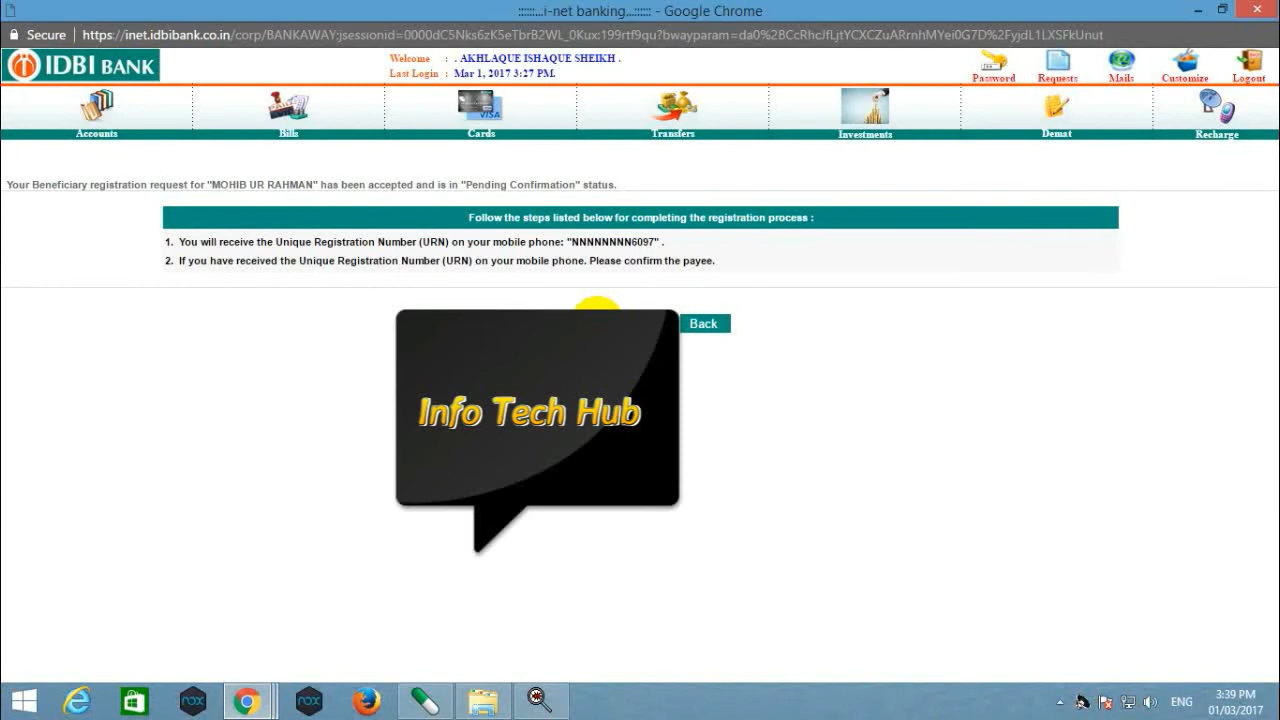 :::::::...i-net banking...:::::: - Google Chrome
Secure
https://inet.idbibank.co.in/corp/BANKAWAY;jsessionid=0000dC5Nks6zK5eTbrB2WL_0Kux:199rtf9qu?bwayparam=da0%2BCcRhcJfLjtYCXCZuARrnhMYei0G7D%2FyjdL1LXSFkUnut
IDBI BANK
Welcome : . AKHLAQUE ISHAQUE SHEIKH .
Last Login : Mar 1, 2017 3:27 PM.
Password Requests Mails Customize Logout
VISA
Accounts Bills Cards Transfers Investments Demat Recharge
Your Beneficiary registration request for "MOHIB UR RAHMAN" has been accepted and is in "Pending Confirmation" status.
Follow the steps listed below for completing the registration process :
1. You will receive the Unique Registration Number (URN) on your mobile phone: "NNNNNNNN6097" .
2. If you have received the Unique Registration Number (URN) on your mobile phone. Please confirm the payee.
Back
Info Tech Hub
nox nox
ENG
3:39 PM
01/03/2017